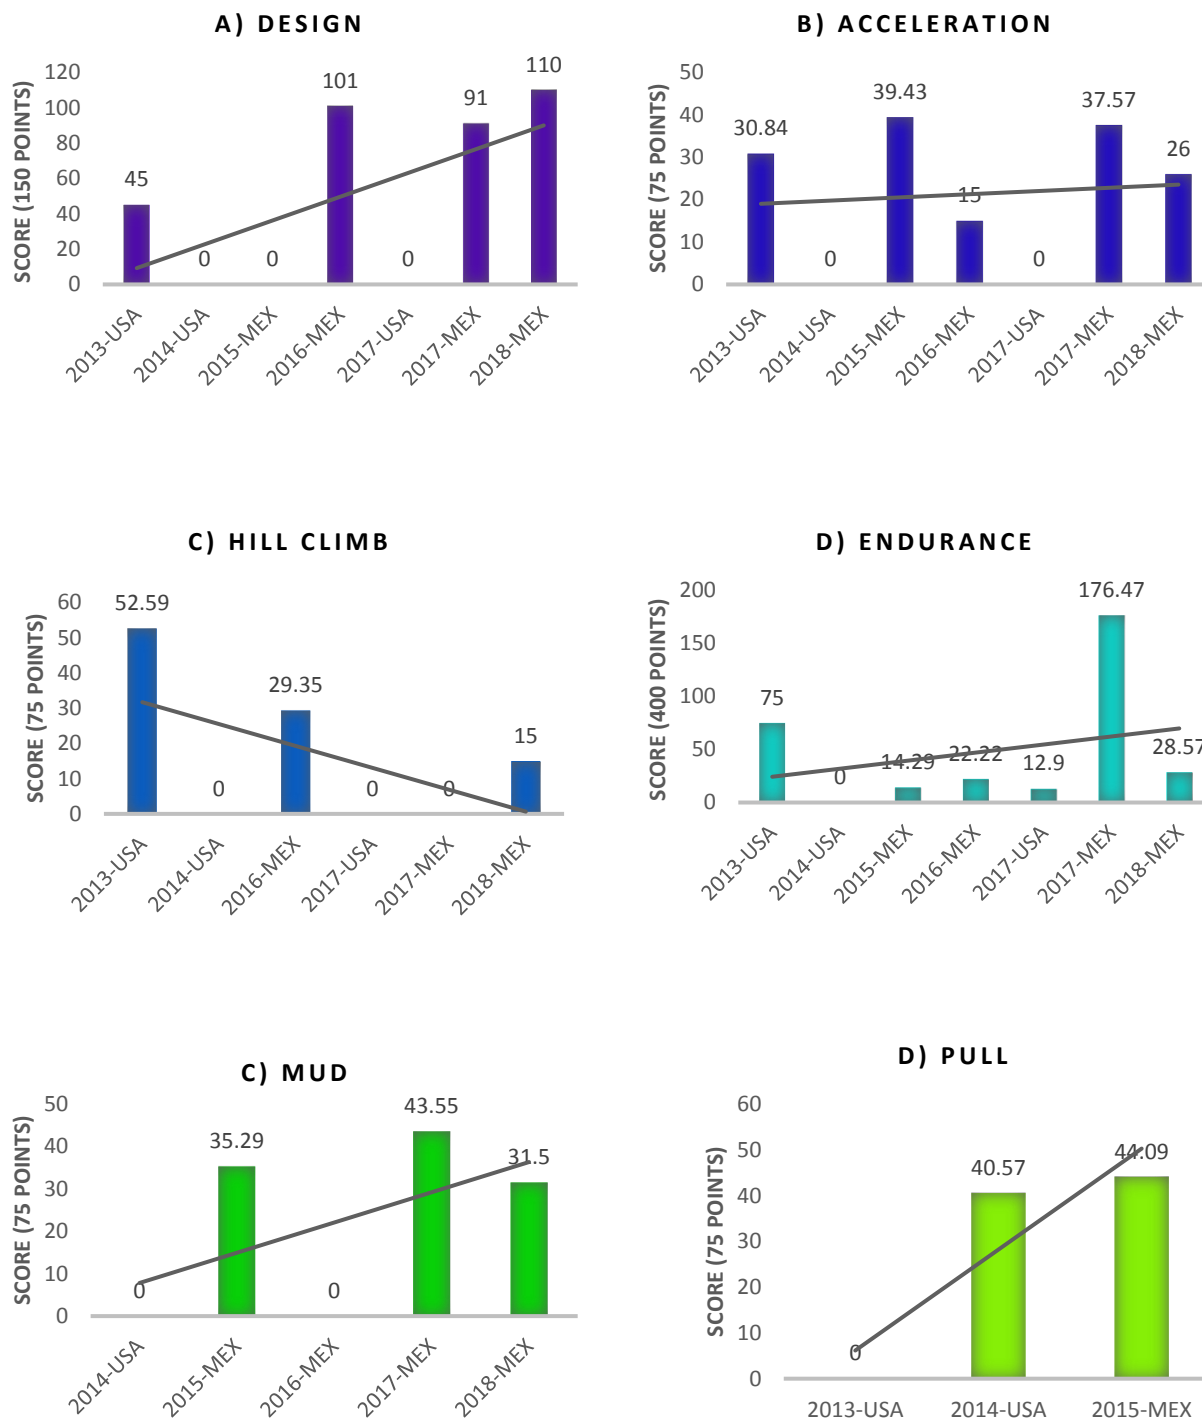 A) DESIGN
SCORE (150 POINTS)
120
100
80
60
40
20
0
45
0
0
101
0
91
110
2013-USA
2014-USA
2015-MEX
2016-MEX
2017-USA
2017-MEX
2018-MEX
B) ACCELERATION
SCORE (75 POINTS)
50
40
30
20
10
0
30.84
0
39.43
15
0
37.57
26
2013-USA
2014-USA
2015-MEX
2016-MEX
2017-USA
2017-MEX
2018-MEX
C) HILL CLIMB
SCORE (75 POINTS)
60
50
40
30
20
10
0
52.59
0
29.35
0
0
15
2013-USA
2014-USA
2016-MEX
2017-USA
2017-MEX
2018-MEX
D) ENDURANCE
SCORE (400 POINTS)
200
150
100
50
0
75
0
14.29
22.22
12.9
176.47
28.57
2013-USA
2014-USA
2015-MEX
2016-MEX
2017-USA
2017-MEX
2018-MEX
C) MUD
SCORE (75 POINTS)
50
40
30
20
10
0
0
35.29
0
43.55
31.5
2014-USA
2015-MEX
2016-MEX
2017-MEX
2018-MEX
D) PULL
SCORE (75 POINTS)
60
50
40
30
20
10
0
0
40.57
44.09
2013-USA
2014-USA
2015-MEX